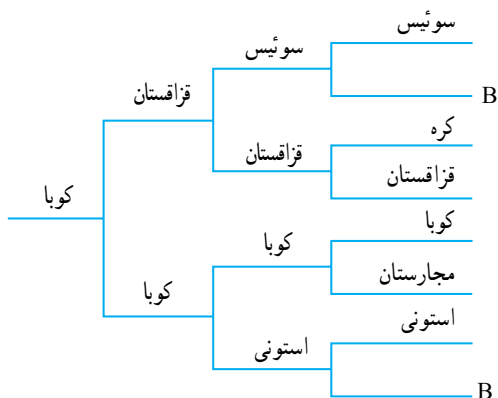 سوئیس
سوئیس
B
قزاقستان
کره
قزاقستان
قزاقستان
کوبا
کوبا
کوبا
مجارستان
کوبا
استونی
استونی
B